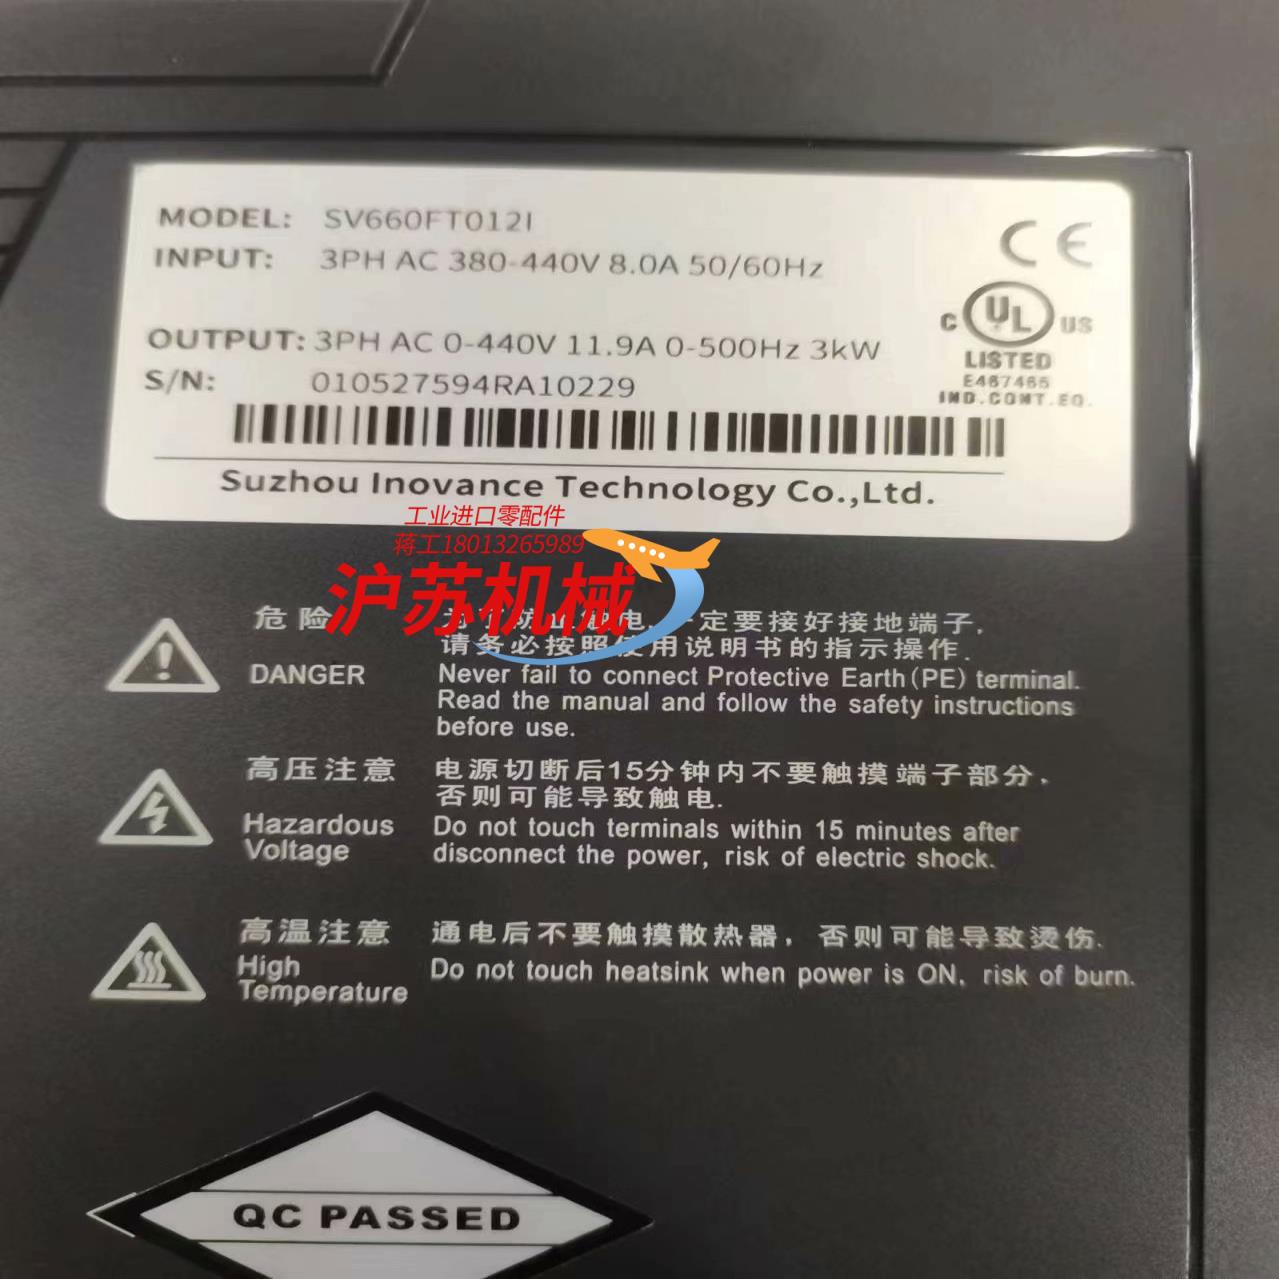 MODEL: SV660FT012I
INPUT: 3PH AC 380-440V 8.0A 50/60Hz
OUTPUT: 3PH AC 0-440V 11.9A 0-500Hz 3kW
S/N: 010527594RA10229
CE
C UL US
LISTED
E467465
IND.CONT.EQ.
Suzhou Inovance Technology Co.,Ltd.
工业进口零配件
蒋工18013265989
沪苏机械
危险
DANGER
为了防止触电,一定要接好接地端子,
请务必按照使用说明书的指示操作.
Never fail to connect Protective Earth(PE) terminal.
Read the manual and follow the safety instructions
before use.
高压注意
Hazardous
Voltage
电源切断后15分钟内不要触摸端子部分,
否则可能导致触电.
Do not touch terminals within 15 minutes after
disconnect the power, risk of electric shock.
高温注意
High
Temperature
通电后不要触摸散热器，否则可能导致烫伤.
Do not touch heatsink when power is ON, risk of burn.
QC PASSED